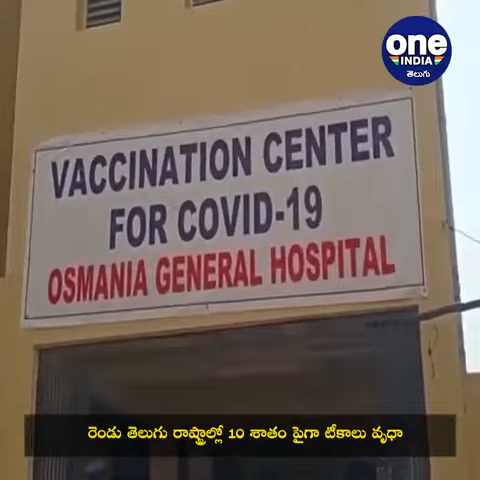 one
INDIA
తెలుగు
VACCINATION CENTER
FOR COVID-19
OSMANIA GENERAL HOSPITAL
రెండు తెలుగు రాష్ట్రాల్లో 10 శాతం పైగా టీకాలు వృధా